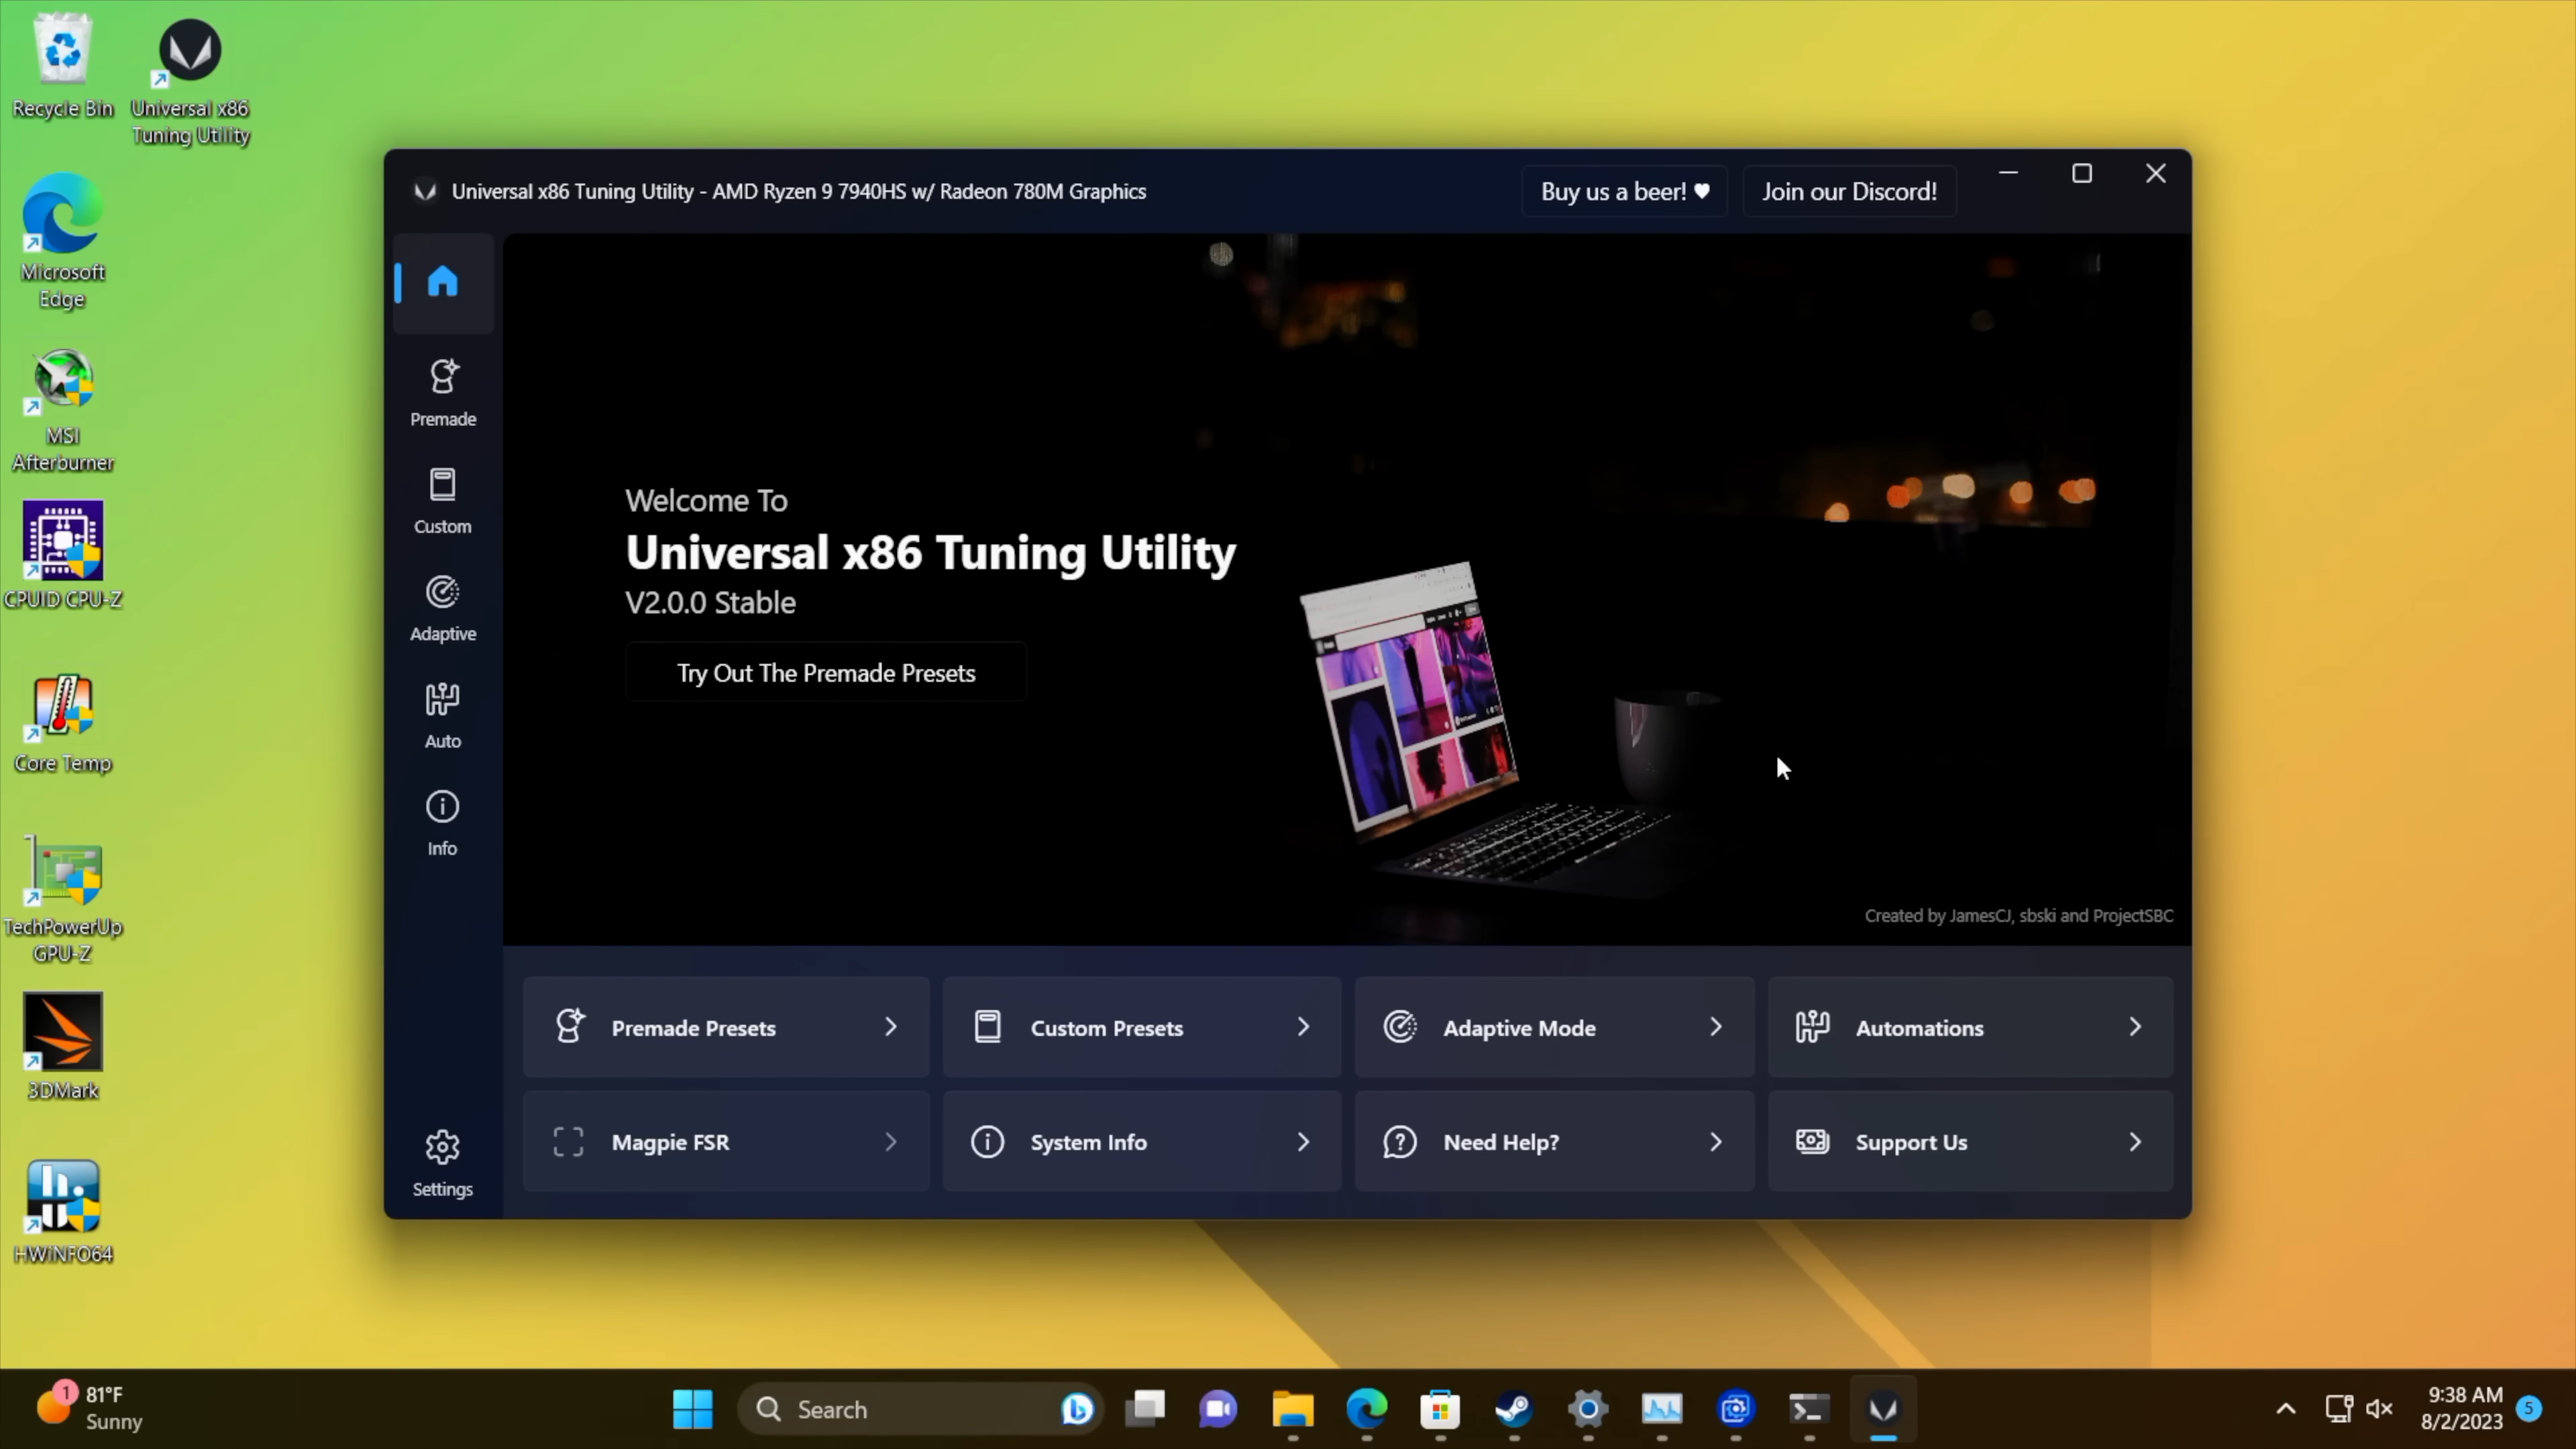 Recycle Bin
Universal x86
Tuning Utility
Microsoft
Edge
MSI
Afterburner
CPUID CPU-Z
Core Temp
TechPowerUp
GPU-Z
3DMark
HWiNFO64
Universal x86 Tuning Utility - AMD Ryzen 9 7940HS w/ Radeon 780M Graphics
Buy us a beer! ♥
Join our Discord!
Premade
Custom
Adaptive
Auto
Info
Settings
Welcome To
Universal x86 Tuning Utility
V2.0.0 Stable
Try Out The Premade Presets
Created by JamesCJ, sbski and ProjectSBC
Premade Presets
Custom Presets
Adaptive Mode
Automations
Magpie FSR
System Info
Need Help?
Support Us
1
81°F
Sunny
Search
9:38 AM
8/2/2023
5